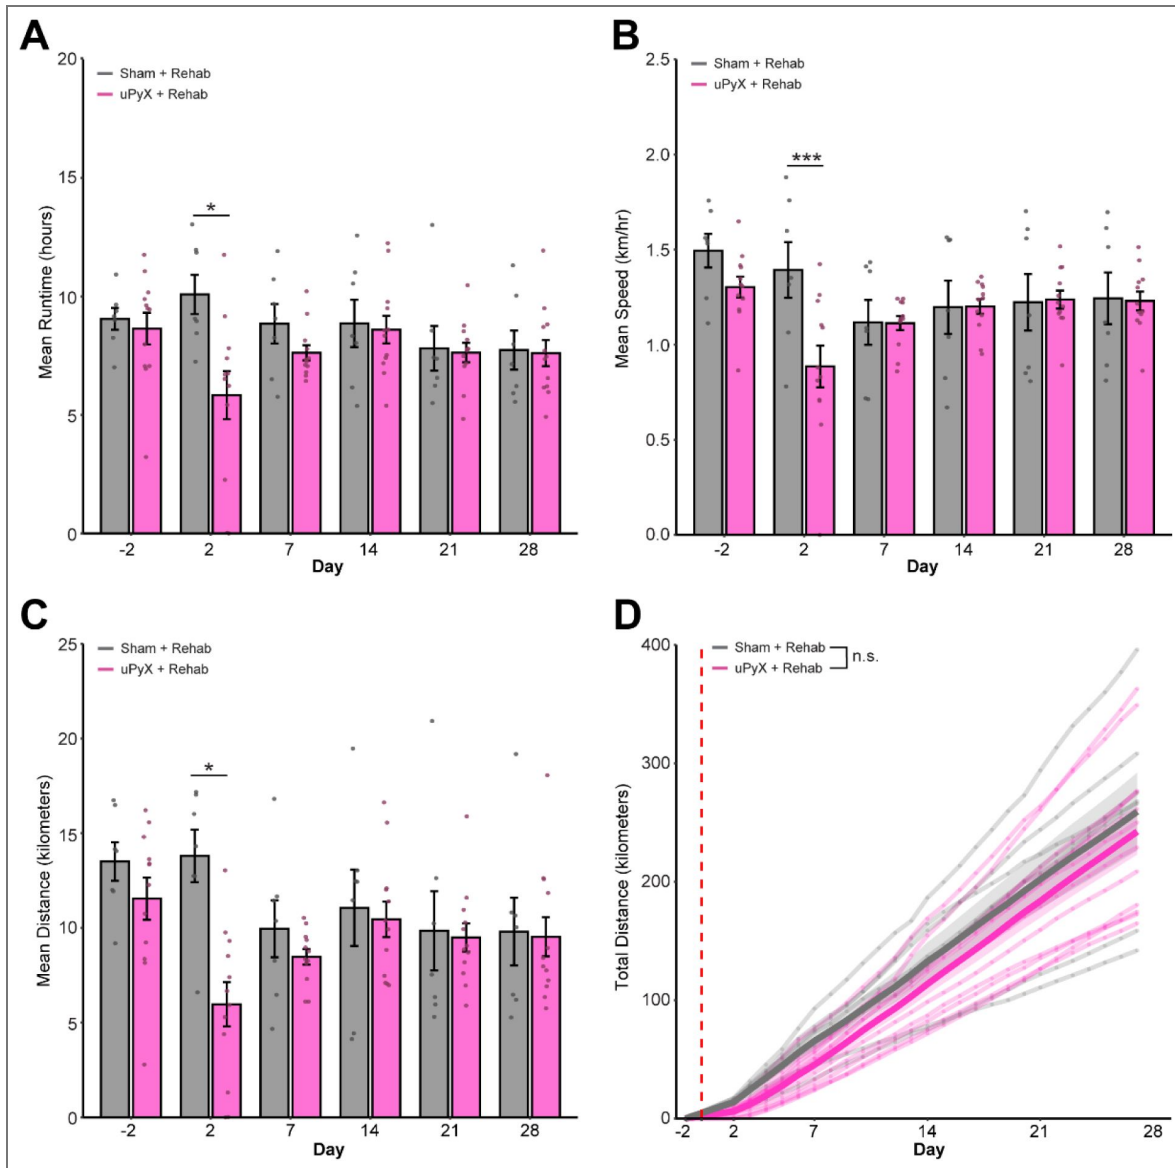 A
20
15
10
5
0
Mean Runtime (hours)
Sham + Rehab
uPyX + Rehab
*
-2 2 7 14 21 28
Day
B
2.5
2.0
1.5
1.0
0.5
0.0
Mean Speed (km/hr)
Sham + Rehab
uPyX + Rehab
***
-2 2 7 14 21 28
Day
C
25
20
15
10
5
0
Mean Distance (kilometers)
Sham + Rehab
uPyX + Rehab
*
-2 2 7 14 21 28
Day
D
400
300
200
100
0
Total Distance (kilometers)
Sham + Rehab
uPyX + Rehab
n.s.
-2 2 7 14 21 28
Day